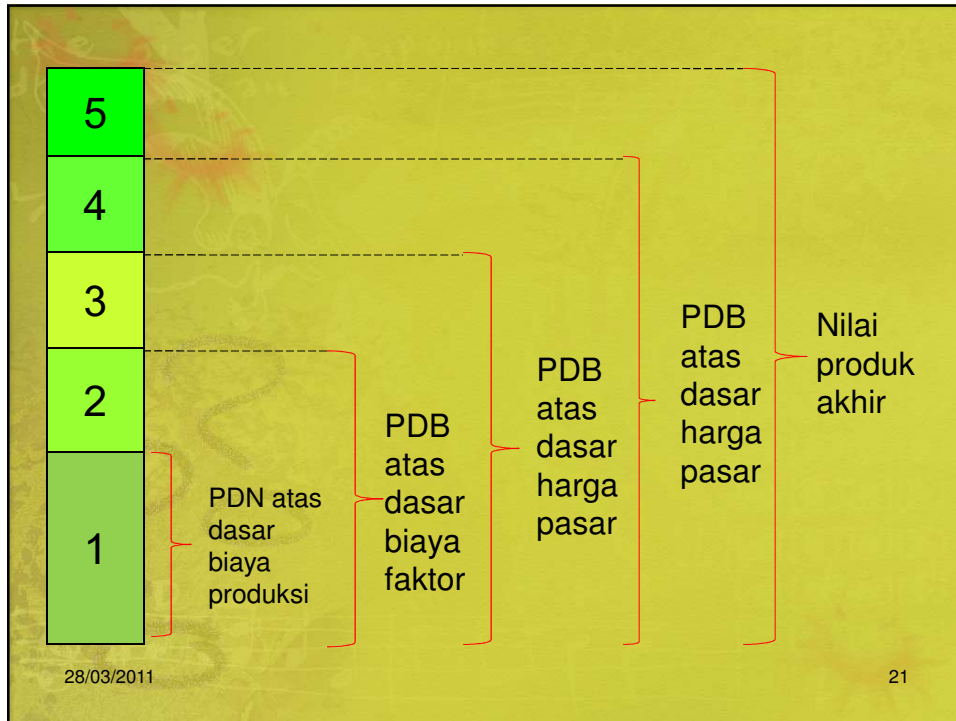 5
4
3
2
1
PDN atas
dasar
biaya
produksi
PDB
atas
dasar
biaya
faktor
PDB
atas
dasar
harga
pasar
PDB
atas
dasar
harga
pasar
Nilai
produk
akhir
28/03/2011
21